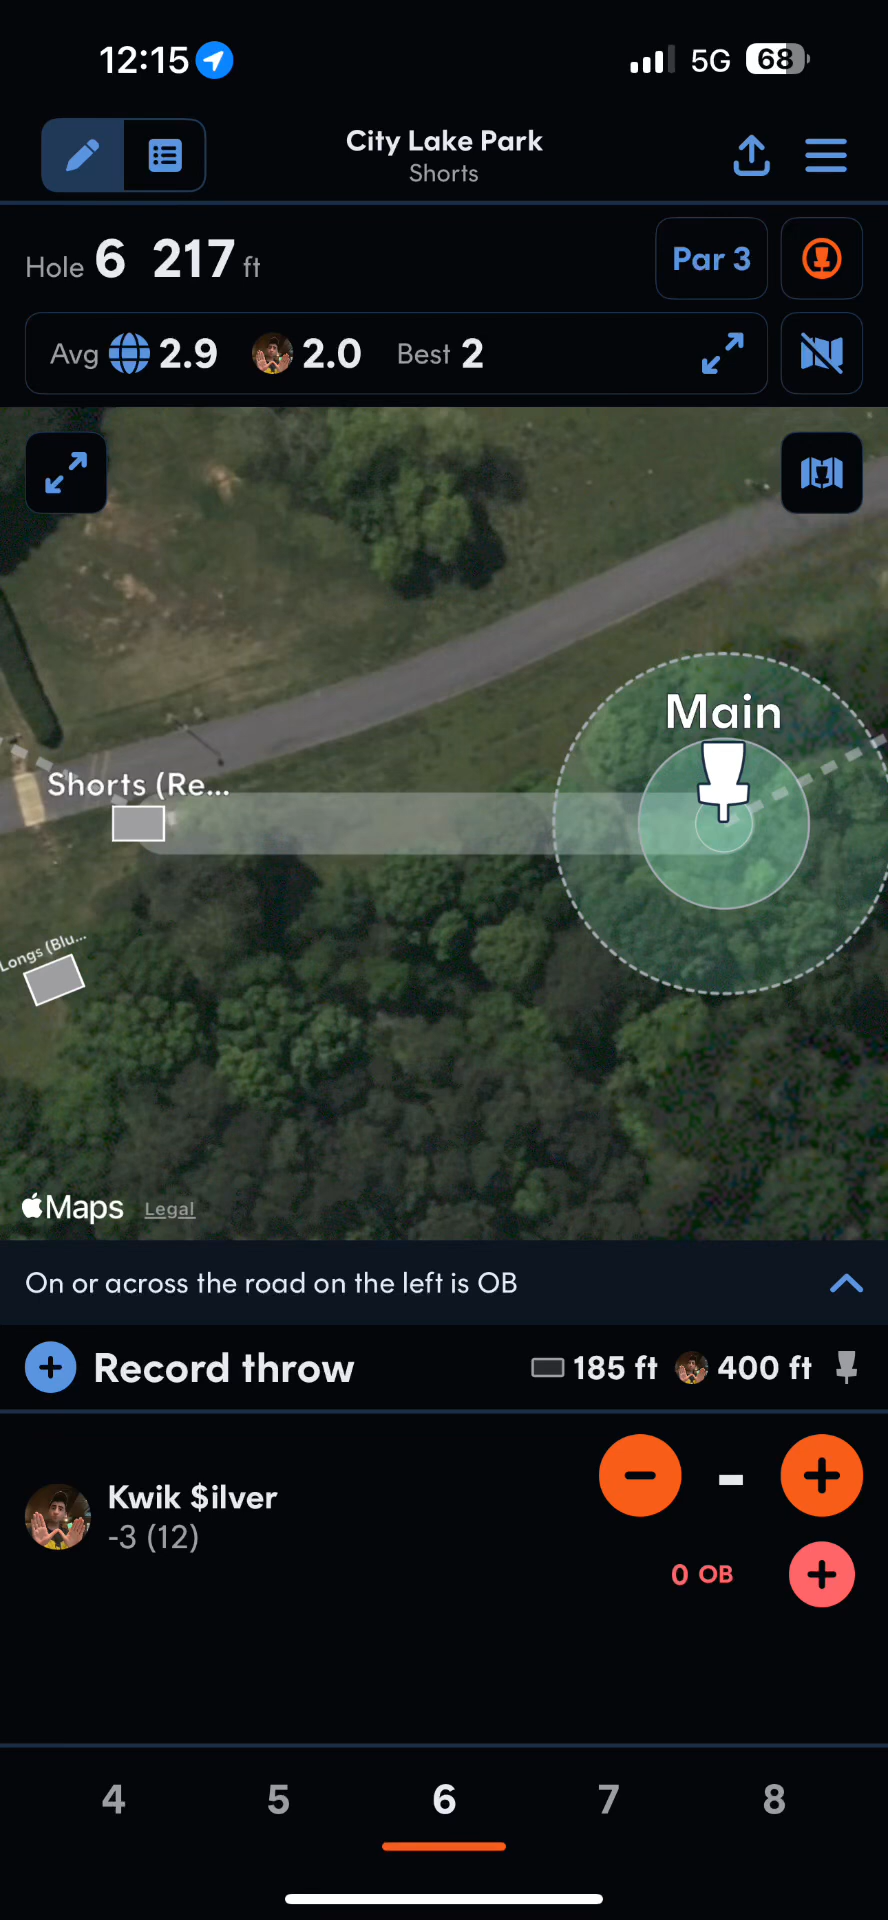 12:15
5G 68
City Lake Park
Shorts
Hole 6 217 ft
Par 3
Avg 2.9 2.0 Best 2
Main
Shorts (Re...
Longs (Blu...
Maps Legal
On or across the road on the left is OB
Record throw 185 ft 400 ft
Kwik $ilver
-3 (12)
-
0 OB
4 5 6 7 8